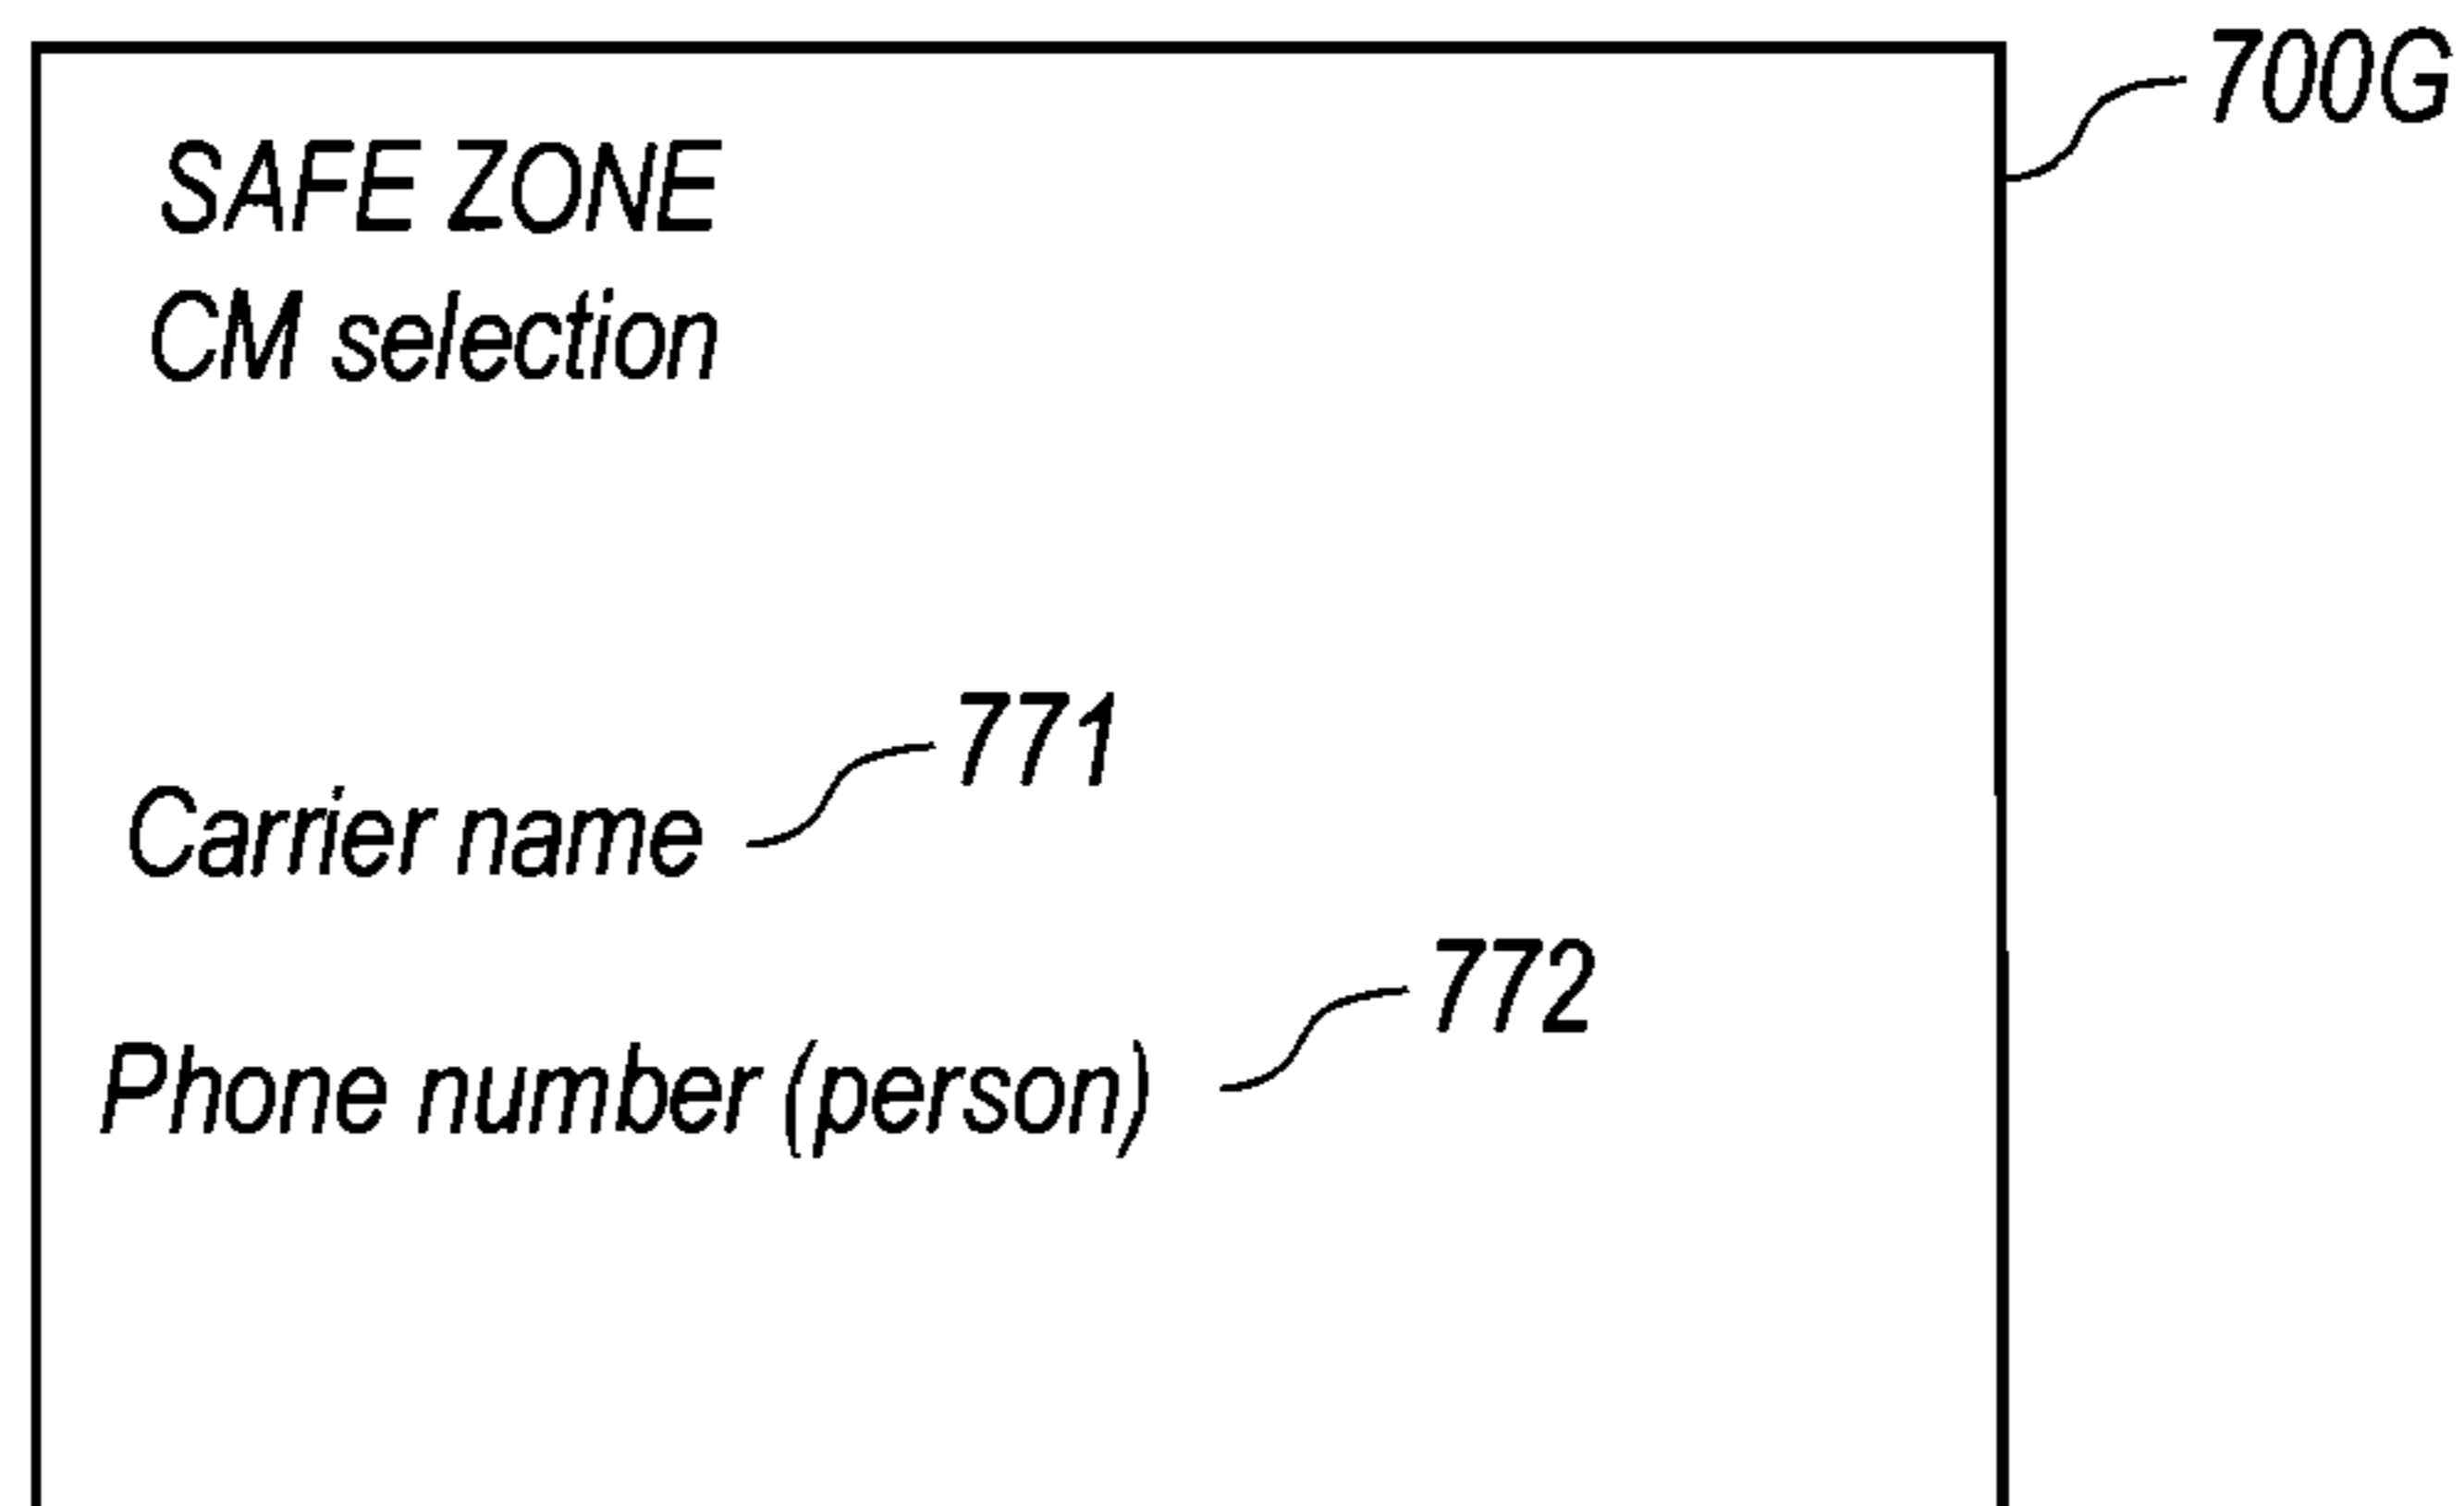 700G
SAFE ZONE
CM selection
771
Carrier name
772
Phone number (person)